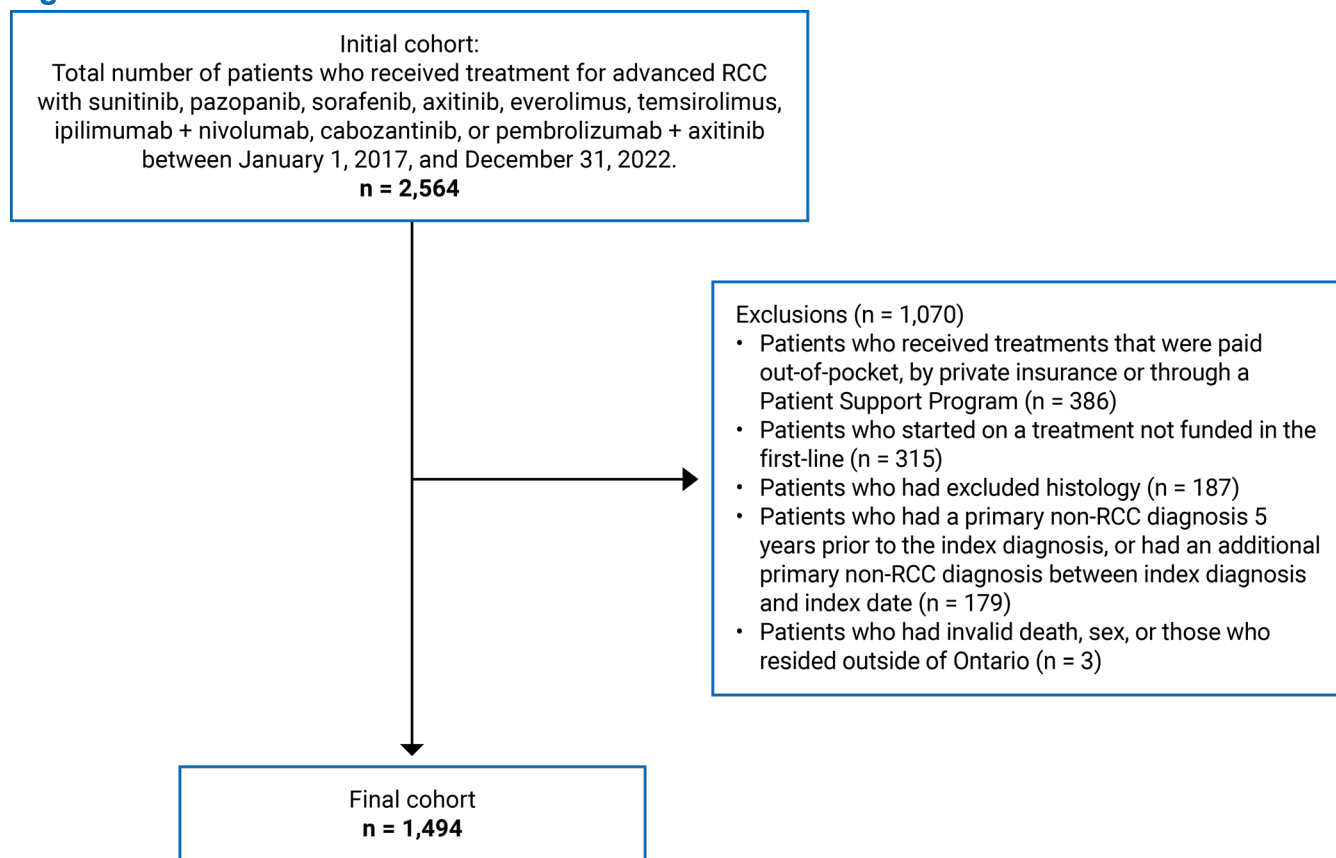 Initial cohort:
Total number of patients who received treatment for advanced RCC
with sunitinib, pazopanib, sorafenib, axitinib, everolimus, temsirolimus,
ipilimumab + nivolumab, cabozantinib, or pembrolizumab + axitinib
between January 1, 2017, and December 31, 2022.
n = 2,564
Exclusions (n = 1,070)
• Patients who received treatments that were paid
out-of-pocket, by private insurance or through a
Patient Support Program (n = 386)
• Patients who started on a treatment not funded in the
first-line (n = 315)
• Patients who had excluded histology (n = 187)
• Patients who had a primary non-RCC diagnosis 5
years prior to the index diagnosis, or had an additional
primary non-RCC diagnosis between index diagnosis
and index date (n = 179)
• Patients who had invalid death, sex, or those who
resided outside of Ontario (n = 3)
Final cohort
n = 1,494